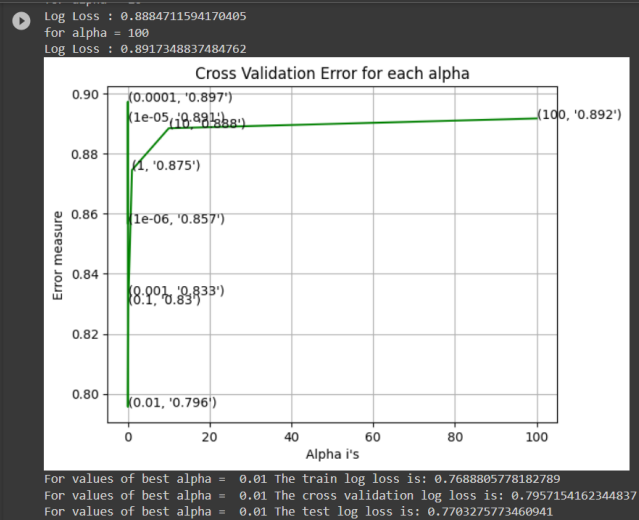 Log Loss : 0.8884711594170405
for alpha = 100
Log Loss : 0.8917348837484762
Cross Validation Error for each alpha
0.90
(0.0001, '0.897')
(1e-05, '0.891')
(10, '0.888')
(100, '0.892')
0.88
(1, '0.875')
0.86
(1e-06, '0.857')
0.84
(0.001, '0.833')
(0.1, '0.83')
0.82
0.80
(0.01, '0.796')
Error measure
0 20 40 60 80 100
Alpha i's
For values of best alpha =  0.01 The train log loss is: 0.7688805778182789
For values of best alpha =  0.01 The cross validation log loss is: 0.7957154162344837
For values of best alpha =  0.01 The test log loss is: 0.7703275773460941